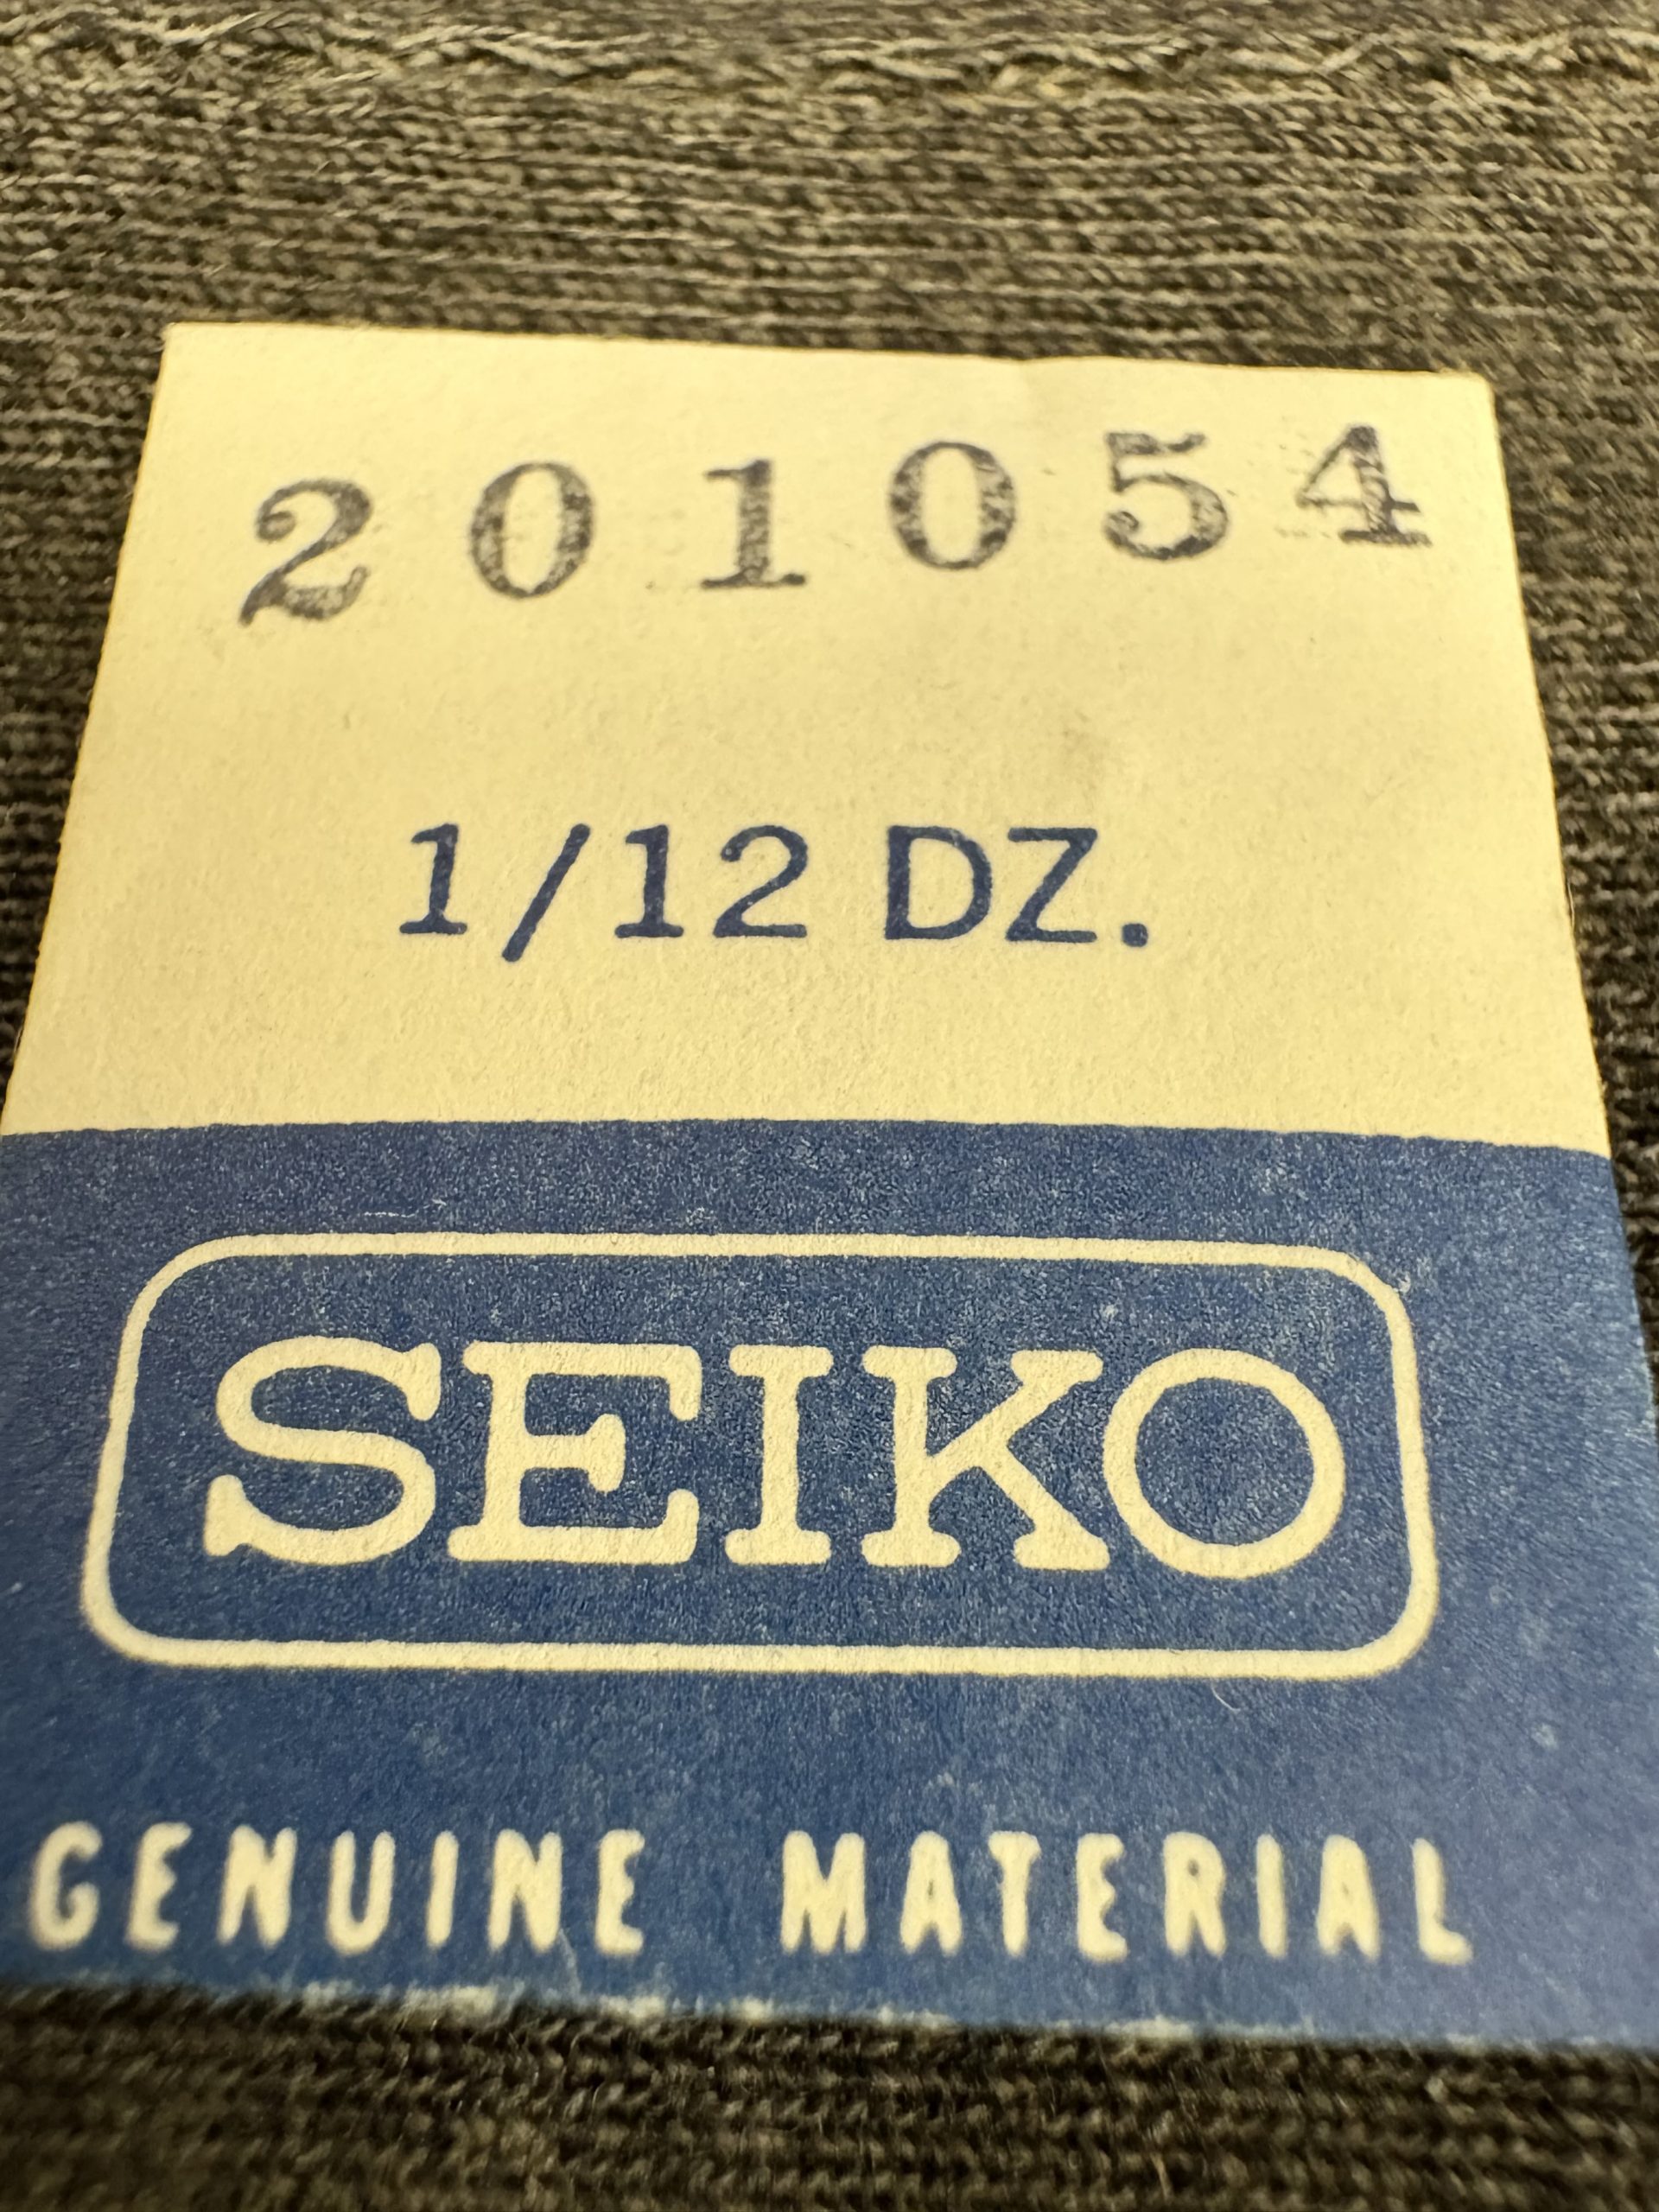 201054
1/12 DZ.
SEIKO
GENUINE MATERIAL